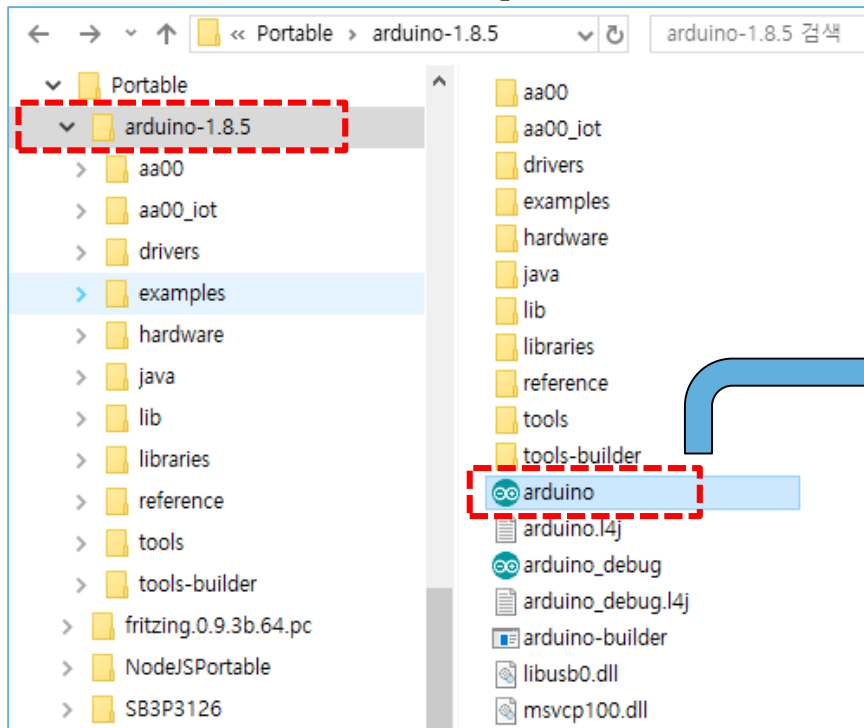 « Portable › arduino-1.8.5
arduino-1.8.5 검색
Portable
arduino-1.8.5
aa00
aa00_iot
drivers
examples
hardware
java
lib
libraries
reference
tools
tools-builder
fritzing.0.9.3b.64.pc
NodeJSPortable
SB3P3126
aa00
aa00_iot
drivers
examples
hardware
java
lib
libraries
reference
tools
tools-builder
arduino
arduino.l4j
arduino_debug
arduino_debug.l4j
arduino-builder
libusb0.dll
msvcp100.dll